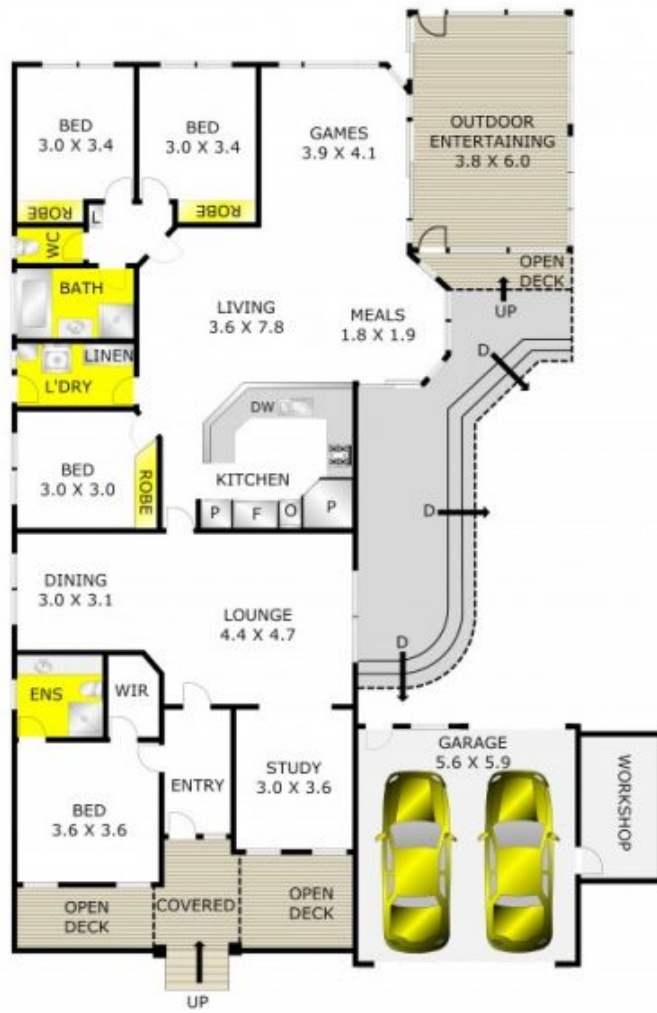 BED
3.0 X 3.4
BED
3.0 X 3.4
GAMES
3.9 X 4.1
OUTDOOR
ENTERTAINING
3.8 X 6.0
ROBE
L
ROBE
WC
BATH
OPEN
DECK
UP
LIVING
3.6 X 7.8
MEALS
1.8 X 1.9
D
LINEN
L'DRY
DW
KITCHEN
BED
3.0 X 3.0
ROBE
P
F
O
P
D
DINING
3.0 X 3.1
LOUNGE
4.4 X 4.7
D
ENS
WIR
ENTRY
STUDY
3.0 X 3.6
GARAGE
5.6 X 5.9
WORKSHOP
BED
3.6 X 3.6
OPEN
DECK
COVERED
OPEN
DECK
UP